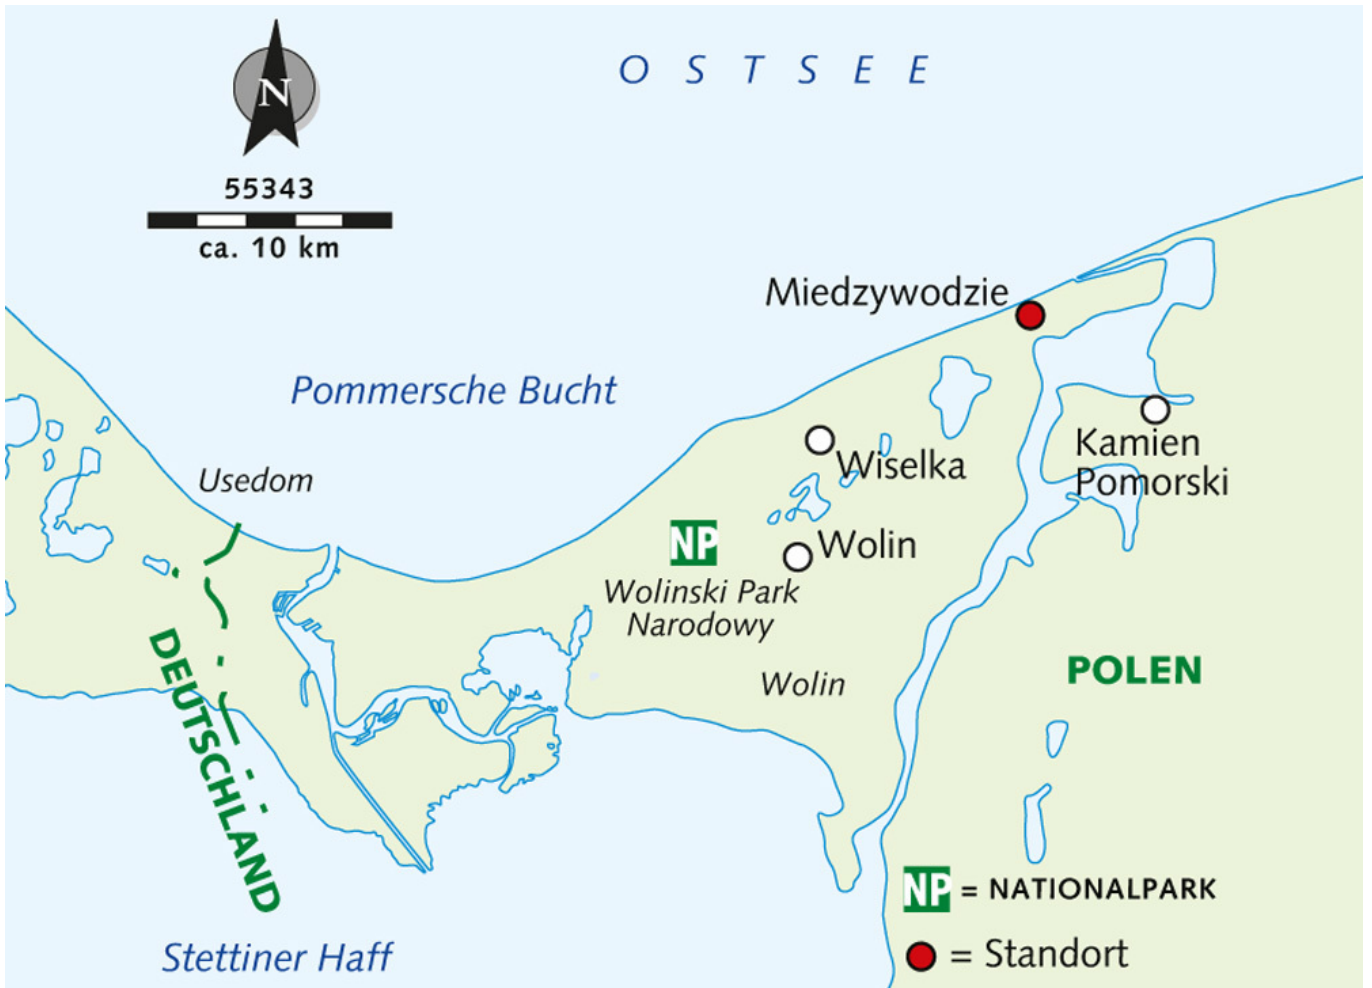 OSTSEE
N
55343
ca. 10 km
Miedzywodzie
Pommersche Bucht
Kamien
Pomorski
Wiselka
Usedom
NP
Wolin
Wolinski Park
Narodowy
DEUTSCHLAND
POLEN
Wolin
NP = NATIONALPARK
Stettiner Haff
= Standort